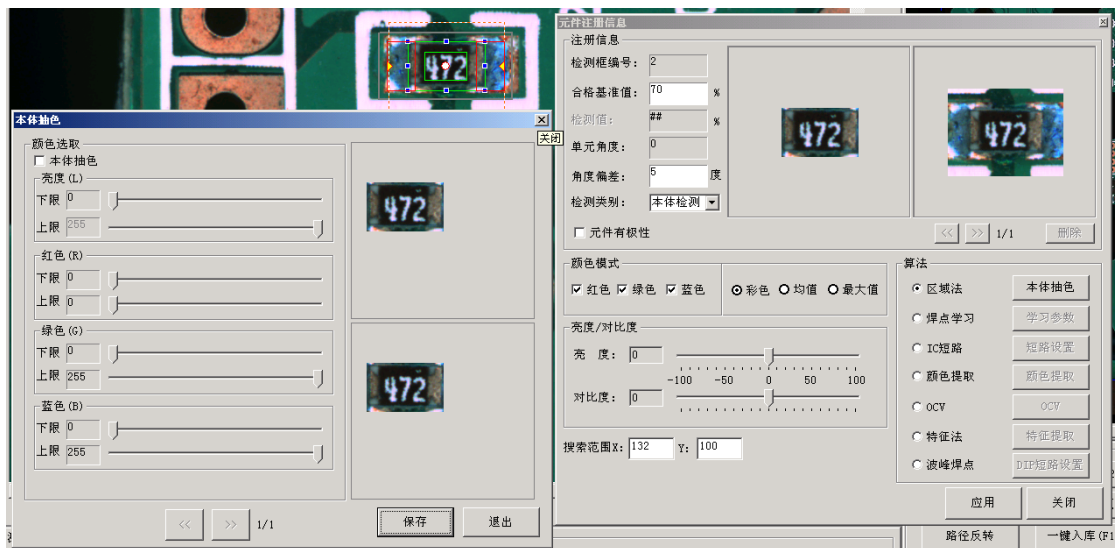 472
元件注册信息
注册信息
检测框编号： 2
合格基准值： 70 %
检测值： ## %
单元角度： 0
角度偏差： 5 度
检测类别： 本体检测
元件有极性
472
472
<< >> 1/1 删除
颜色模式
红色 绿色 蓝色 彩色 均值 最大值
亮度/对比度
亮 度： 0
-100 -50 0 50 100
对比度： 0
搜索范围X： 132 Y： 100
算法
区域法 本体抽色
焊点学习 学习参数
IC短路 短路设置
颜色提取 颜色提取
OCV OCV
特征法 特征提取
波峰焊点 DIP短路设置
应用 关闭
本体抽色
关闭
颜色选取
本体抽色
亮度(L)
下限 0
上限 255
红色(R)
下限 0
上限 0
绿色(G)
下限 0
上限 255
蓝色(B)
下限 0
上限 255
472
472
<< >> 1/1 保存 退出
路径反转 一键入库(F1